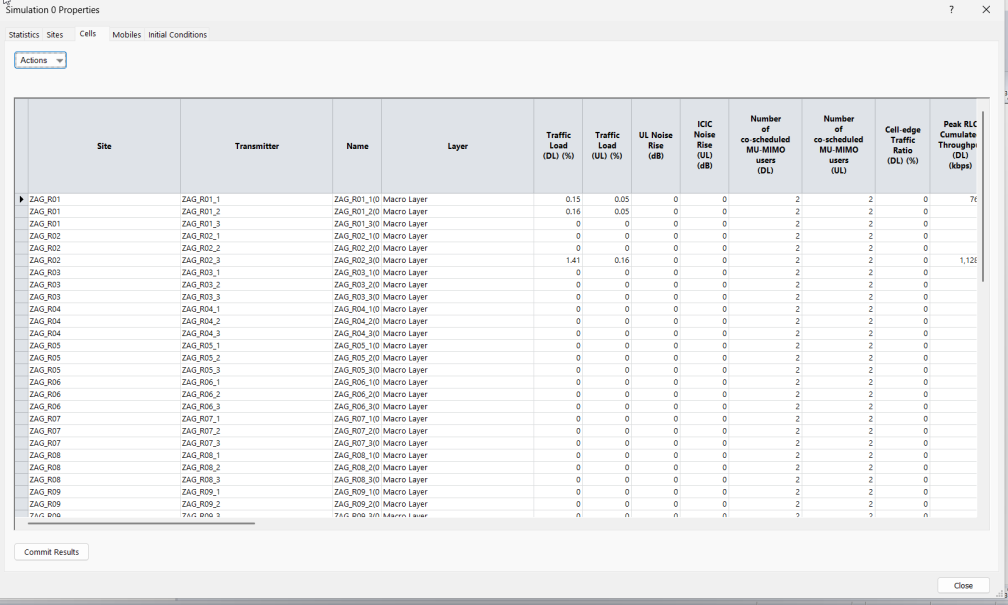 Simulation 0 Properties
Statistics Sites Cells Mobiles Initial Conditions
Actions
Site Transmitter Name Layer Traffic Load (DL) (%) Traffic Load (UL) (%) UL Noise Rise (dB) ICIC Noise Rise (UL) (dB) Number of co-scheduled MU-MIMO users (DL) Number of co-scheduled MU-MIMO users (UL) Cell-edge Traffic Ratio (DL) (%) Peak RLC Cumulate Throughp (DL) (kbps)
ZAG_R01 ZAG_R01_1 ZAG_R01_1(0 Macro Layer 0.15 0.05 0 0 2 2 0 76
ZAG_R01 ZAG_R01_2 ZAG_R01_2(0 Macro Layer 0.16 0.05 0 0 2 2 0
ZAG_R01 ZAG_R01_3 ZAG_R01_3(0 Macro Layer 0 0 0 0 2 2 0
ZAG_R02 ZAG_R02_1 ZAG_R02_1(0 Macro Layer 0 0 0 0 2 2 0
ZAG_R02 ZAG_R02_2 ZAG_R02_2(0 Macro Layer 0 0 0 0 2 2 0
ZAG_R02 ZAG_R02_3 ZAG_R02_3(0 Macro Layer 1.41 0.16 0 0 2 2 0 1,128
ZAG_R03 ZAG_R03_1 ZAG_R03_1(0 Macro Layer 0 0 0 0 2 2 0
ZAG_R03 ZAG_R03_2 ZAG_R03_2(0 Macro Layer 0 0 0 0 2 2 0
ZAG_R03 ZAG_R03_3 ZAG_R03_3(0 Macro Layer 0 0 0 0 2 2 0
ZAG_R04 ZAG_R04_1 ZAG_R04_1(0 Macro Layer 0 0 0 0 2 2 0
ZAG_R04 ZAG_R04_2 ZAG_R04_2(0 Macro Layer 0 0 0 0 2 2 0
ZAG_R04 ZAG_R04_3 ZAG_R04_3(0 Macro Layer 0 0 0 0 2 2 0
ZAG_R05 ZAG_R05_1 ZAG_R05_1(0 Macro Layer 0 0 0 0 2 2 0
ZAG_R05 ZAG_R05_2 ZAG_R05_2(0 Macro Layer 0 0 0 0 2 2 0
ZAG_R05 ZAG_R05_3 ZAG_R05_3(0 Macro Layer 0 0 0 0 2 2 0
ZAG_R06 ZAG_R06_1 ZAG_R06_1(0 Macro Layer 0 0 0 0 2 2 0
ZAG_R06 ZAG_R06_2 ZAG_R06_2(0 Macro Layer 0 0 0 0 2 2 0
ZAG_R06 ZAG_R06_3 ZAG_R06_3(0 Macro Layer 0 0 0 0 2 2 0
ZAG_R07 ZAG_R07_1 ZAG_R07_1(0 Macro Layer 0 0 0 0 2 2 0
ZAG_R07 ZAG_R07_2 ZAG_R07_2(0 Macro Layer 0 0 0 0 2 2 0
ZAG_R07 ZAG_R07_3 ZAG_R07_3(0 Macro Layer 0 0 0 0 2 2 0
ZAG_R08 ZAG_R08_1 ZAG_R08_1(0 Macro Layer 0 0 0 0 2 2 0
ZAG_R08 ZAG_R08_2 ZAG_R08_2(0 Macro Layer 0 0 0 0 2 2 0
ZAG_R08 ZAG_R08_3 ZAG_R08_3(0 Macro Layer 0 0 0 0 2 2 0
ZAG_R09 ZAG_R09_1 ZAG_R09_1(0 Macro Layer 0 0 0 0 2 2 0
ZAG_R09 ZAG_R09_2 ZAG_R09_2(0 Macro Layer 0 0 0 0 2 2 0
ZAG_R09 ZAG_R09_3 ZAG_R09_3(0 Macro Layer 0 0 0 0 2 2 0
Commit Results
Close